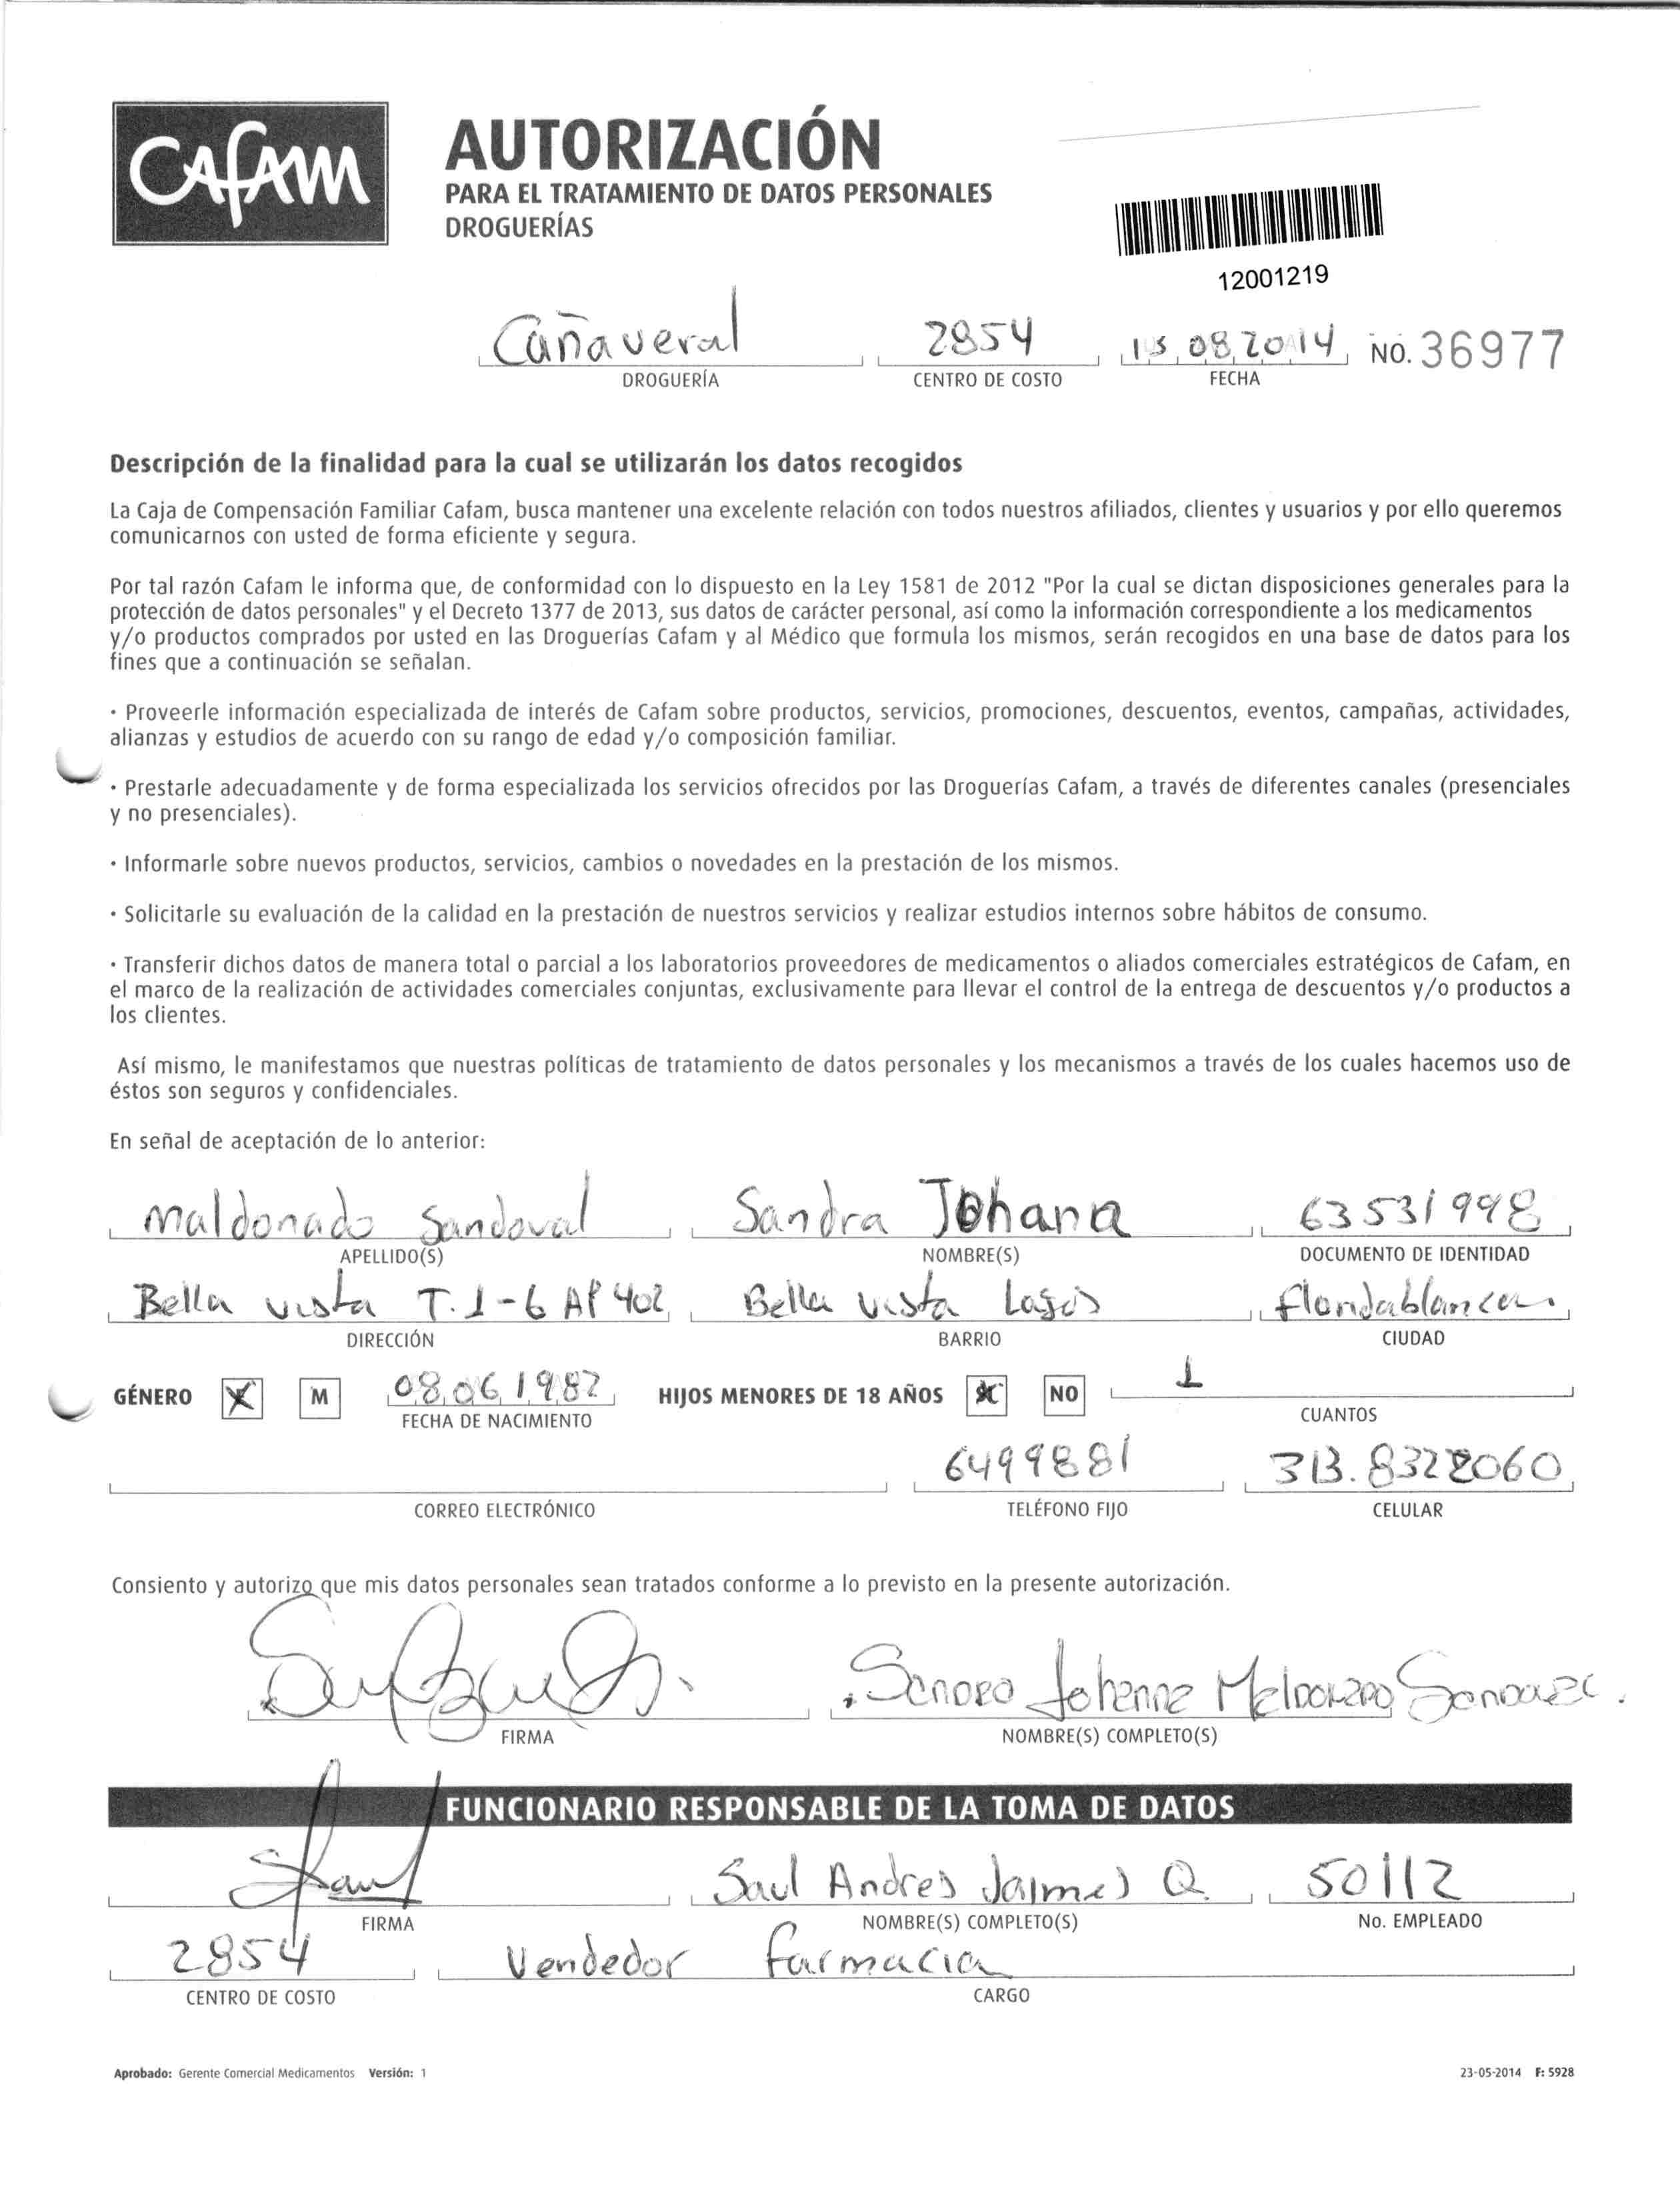 Cafam
AUTORIZACIÓN
PARA EL TRATAMIENTO DE DATOS PERSONALES
DROGUERÍAS
12001219
Cañaveral 2854 15 08 2014 NO. 36977
DROGUERÍA CENTRO DE COSTO FECHA
Descripción de la finalidad para la cual se utilizarán los datos recogidos
La Caja de Compensación Familiar Cafam, busca mantener una excelente relación con todos nuestros afiliados, clientes y usuarios y por ello queremos
comunicarnos con usted de forma eficiente y segura.
Por tal razón Cafam le informa que, de conformidad con lo dispuesto en la Ley 1581 de 2012 "Por la cual se dictan disposiciones generales para la
protección de datos personales" y el Decreto 1377 de 2013, sus datos de carácter personal, así como la información correspondiente a los medicamentos
y/o productos comprados por usted en las Droguerías Cafam y al Médico que formula los mismos, serán recogidos en una base de datos para los
fines que a continuación se señalan.
· Proveerle información especializada de interés de Cafam sobre productos, servicios, promociones, descuentos, eventos, campañas, actividades,
alianzas y estudios de acuerdo con su rango de edad y/o composición familiar.
· Prestarle adecuadamente y de forma especializada los servicios ofrecidos por las Droguerías Cafam, a través de diferentes canales (presenciales
y no presenciales).
· Informarle sobre nuevos productos, servicios, cambios o novedades en la prestación de los mismos.
· Solicitarle su evaluación de la calidad en la prestación de nuestros servicios y realizar estudios internos sobre hábitos de consumo.
· Transferir dichos datos de manera total o parcial a los laboratorios proveedores de medicamentos o aliados comerciales estratégicos de Cafam, en
el marco de la realización de actividades comerciales conjuntas, exclusivamente para llevar el control de la entrega de descuentos y/o productos a
los clientes.
Así mismo, le manifestamos que nuestras políticas de tratamiento de datos personales y los mecanismos a través de los cuales hacemos uso de
éstos son seguros y confidenciales.
En señal de aceptación de lo anterior:
Maldonado Sandoval Sandra Johana 63531998
APELLIDO(S) NOMBRE(S) DOCUMENTO DE IDENTIDAD
Bella vista T.1-6 AP 402 Bella vista Lagos floridablanca.
DIRECCIÓN BARRIO CIUDAD
GÉNERO X M 08 06 1982 HIJOS MENORES DE 18 AÑOS X NO 1
FECHA DE NACIMIENTO CUANTOS
6499881 313.8322060
CORREO ELECTRÓNICO TELÉFONO FIJO CELULAR
Consiento y autorizo que mis datos personales sean tratados conforme a lo previsto en la presente autorización.
Sandra Johanna Maldonado Sandoval.
FIRMA NOMBRE(S) COMPLETO(S)
FUNCIONARIO RESPONSABLE DE LA TOMA DE DATOS
Saul Saul Andres Jaimes Q. 50112
FIRMA NOMBRE(S) COMPLETO(S) No. EMPLEADO
2854 Vendedor farmacia
CENTRO DE COSTO CARGO
Aprobado: Gerente Comercial Medicamentos Versión: 1 23-05-2014 F: 5928